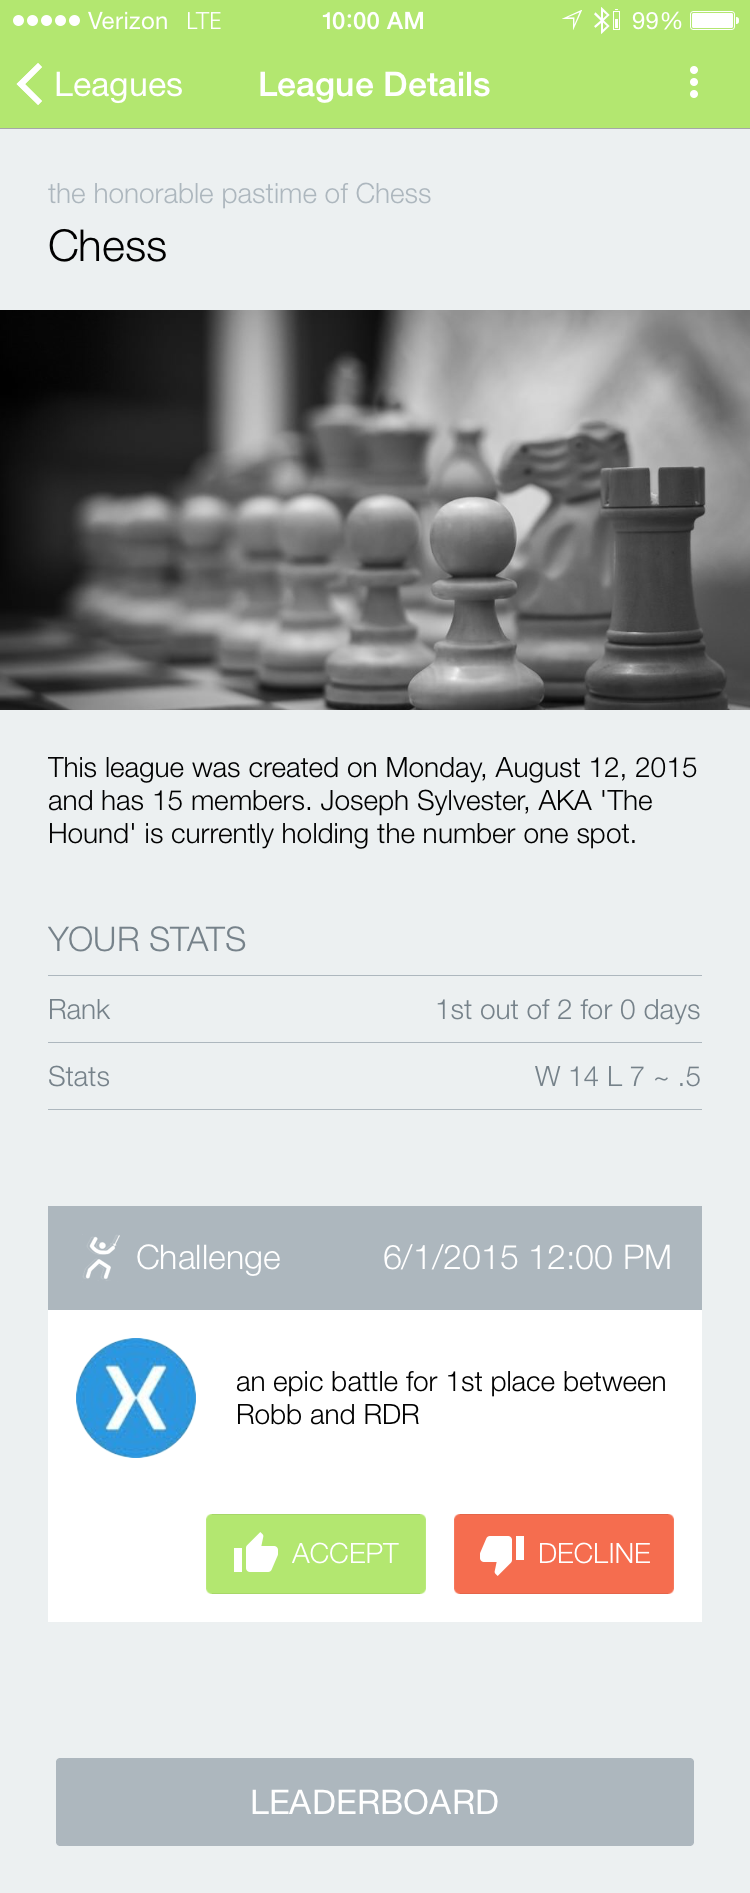 Verizon LTE 10:00 AM 99%
Leagues League Details
the honorable pastime of Chess
Chess
This league was created on Monday, August 12, 2015
and has 15 members. Joseph Sylvester, AKA 'The
Hound' is currently holding the number one spot.
YOUR STATS
Rank 1st out of 2 for 0 days
Stats W 14 L 7 ~ .5
Challenge 6/1/2015 12:00 PM
X
an epic battle for 1st place between
Robb and RDR
ACCEPT DECLINE
LEADERBOARD